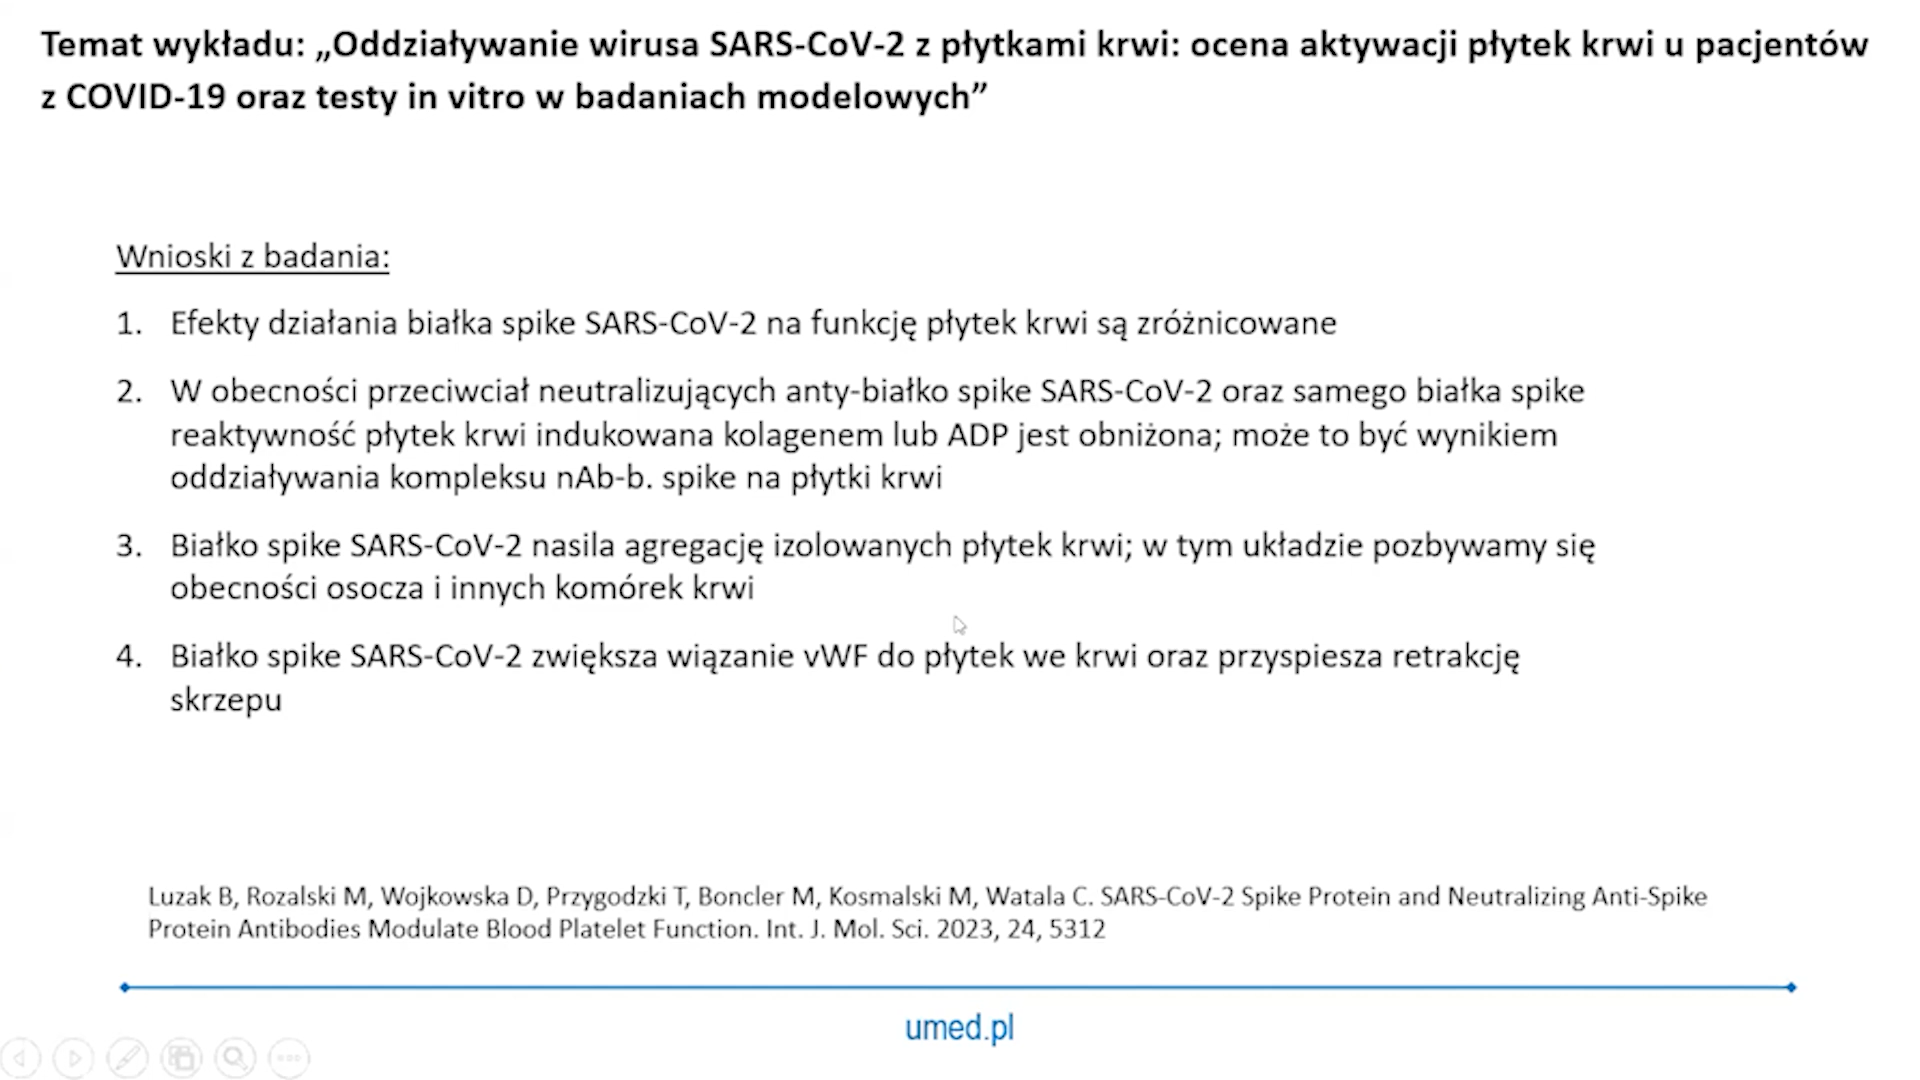 Temat wykładu: „Oddziaływanie wirusa SARS-CoV-2 z płytkami krwi: ocena aktywacji płytek krwi u pacjentów
z COVID-19 oraz testy in vitro w badaniach modelowych”
Wnioski z badania:
1. Efekty działania białka spike SARS-CoV-2 na funkcję płytek krwi są zróżnicowane
2. W obecności przeciwciał neutralizujących anty-białko spike SARS-CoV-2 oraz samego białka spike
reaktywność płytek krwi indukowana kolagenem lub ADP jest obniżona; może to być wynikiem
oddziaływania kompleksu nAb-b. spike na płytki krwi
3. Białko spike SARS-CoV-2 nasila agregację izolowanych płytek krwi; w tym układzie pozbywamy się
obecności osocza i innych komórek krwi
4. Białko spike SARS-CoV-2 zwiększa wiązanie vWF do płytek we krwi oraz przyspiesza retrakcję
skrzepu
Luzak B, Rozalski M, Wojkowska D, Przygodzki T, Boncler M, Kosmalski M, Watala C. SARS-CoV-2 Spike Protein and Neutralizing Anti-Spike
Protein Antibodies Modulate Blood Platelet Function. Int. J. Mol. Sci. 2023, 24, 5312
umed.pl